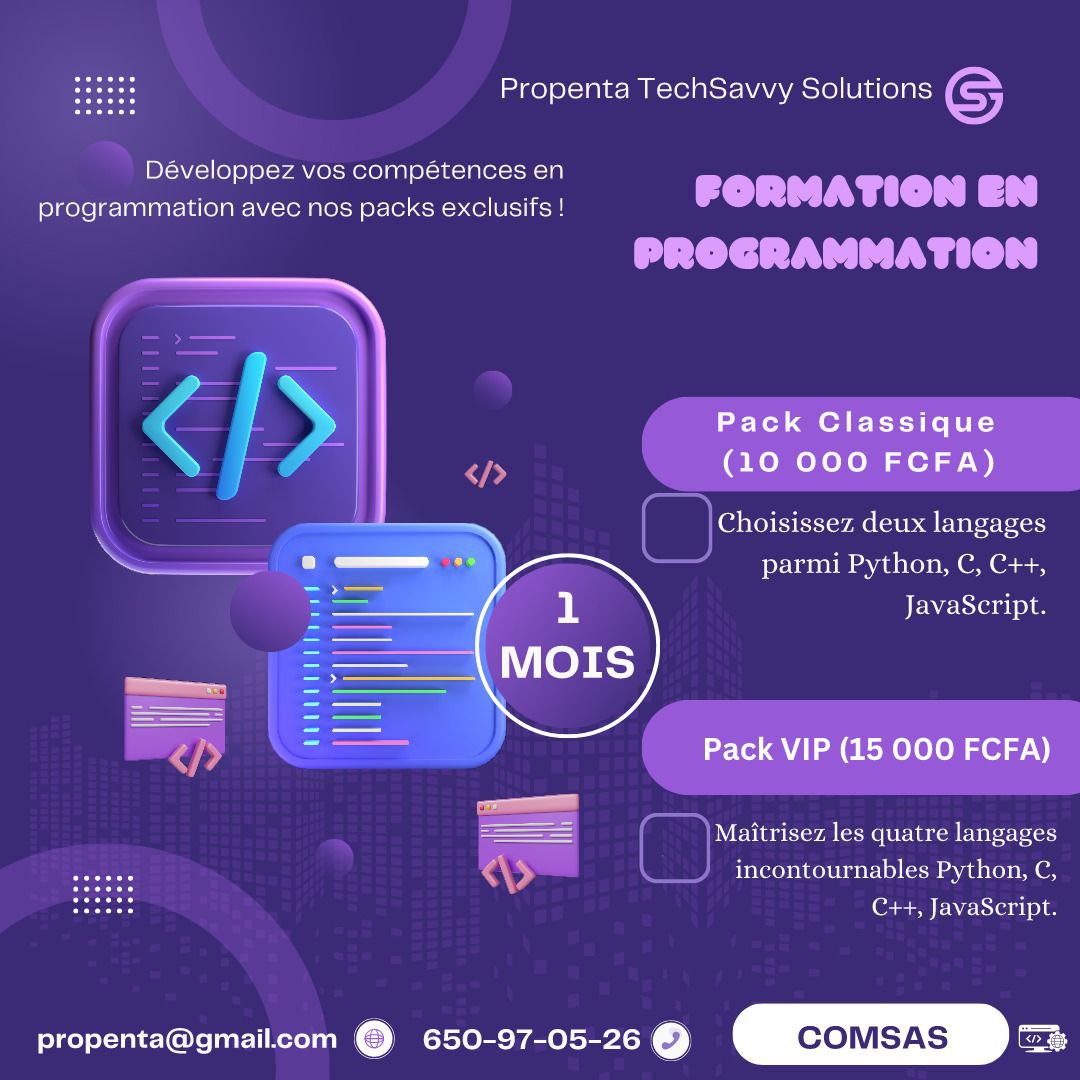 Propenta TechSavvy Solutions
Développez vos compétences en
programmation avec nos packs exclusifs !
FORMATION EN
PROGRAMMATION
Pack Classique
(10 000 FCFA)
Choisissez deux langages
parmi Python, C, C++,
JavaScript.
1
MOIS
Pack VIP (15 000 FCFA)
Maîtrisez les quatre langages
incontournables Python, C,
C++, JavaScript.
propenta@gmail.com
650-97-05-26
COMSAS